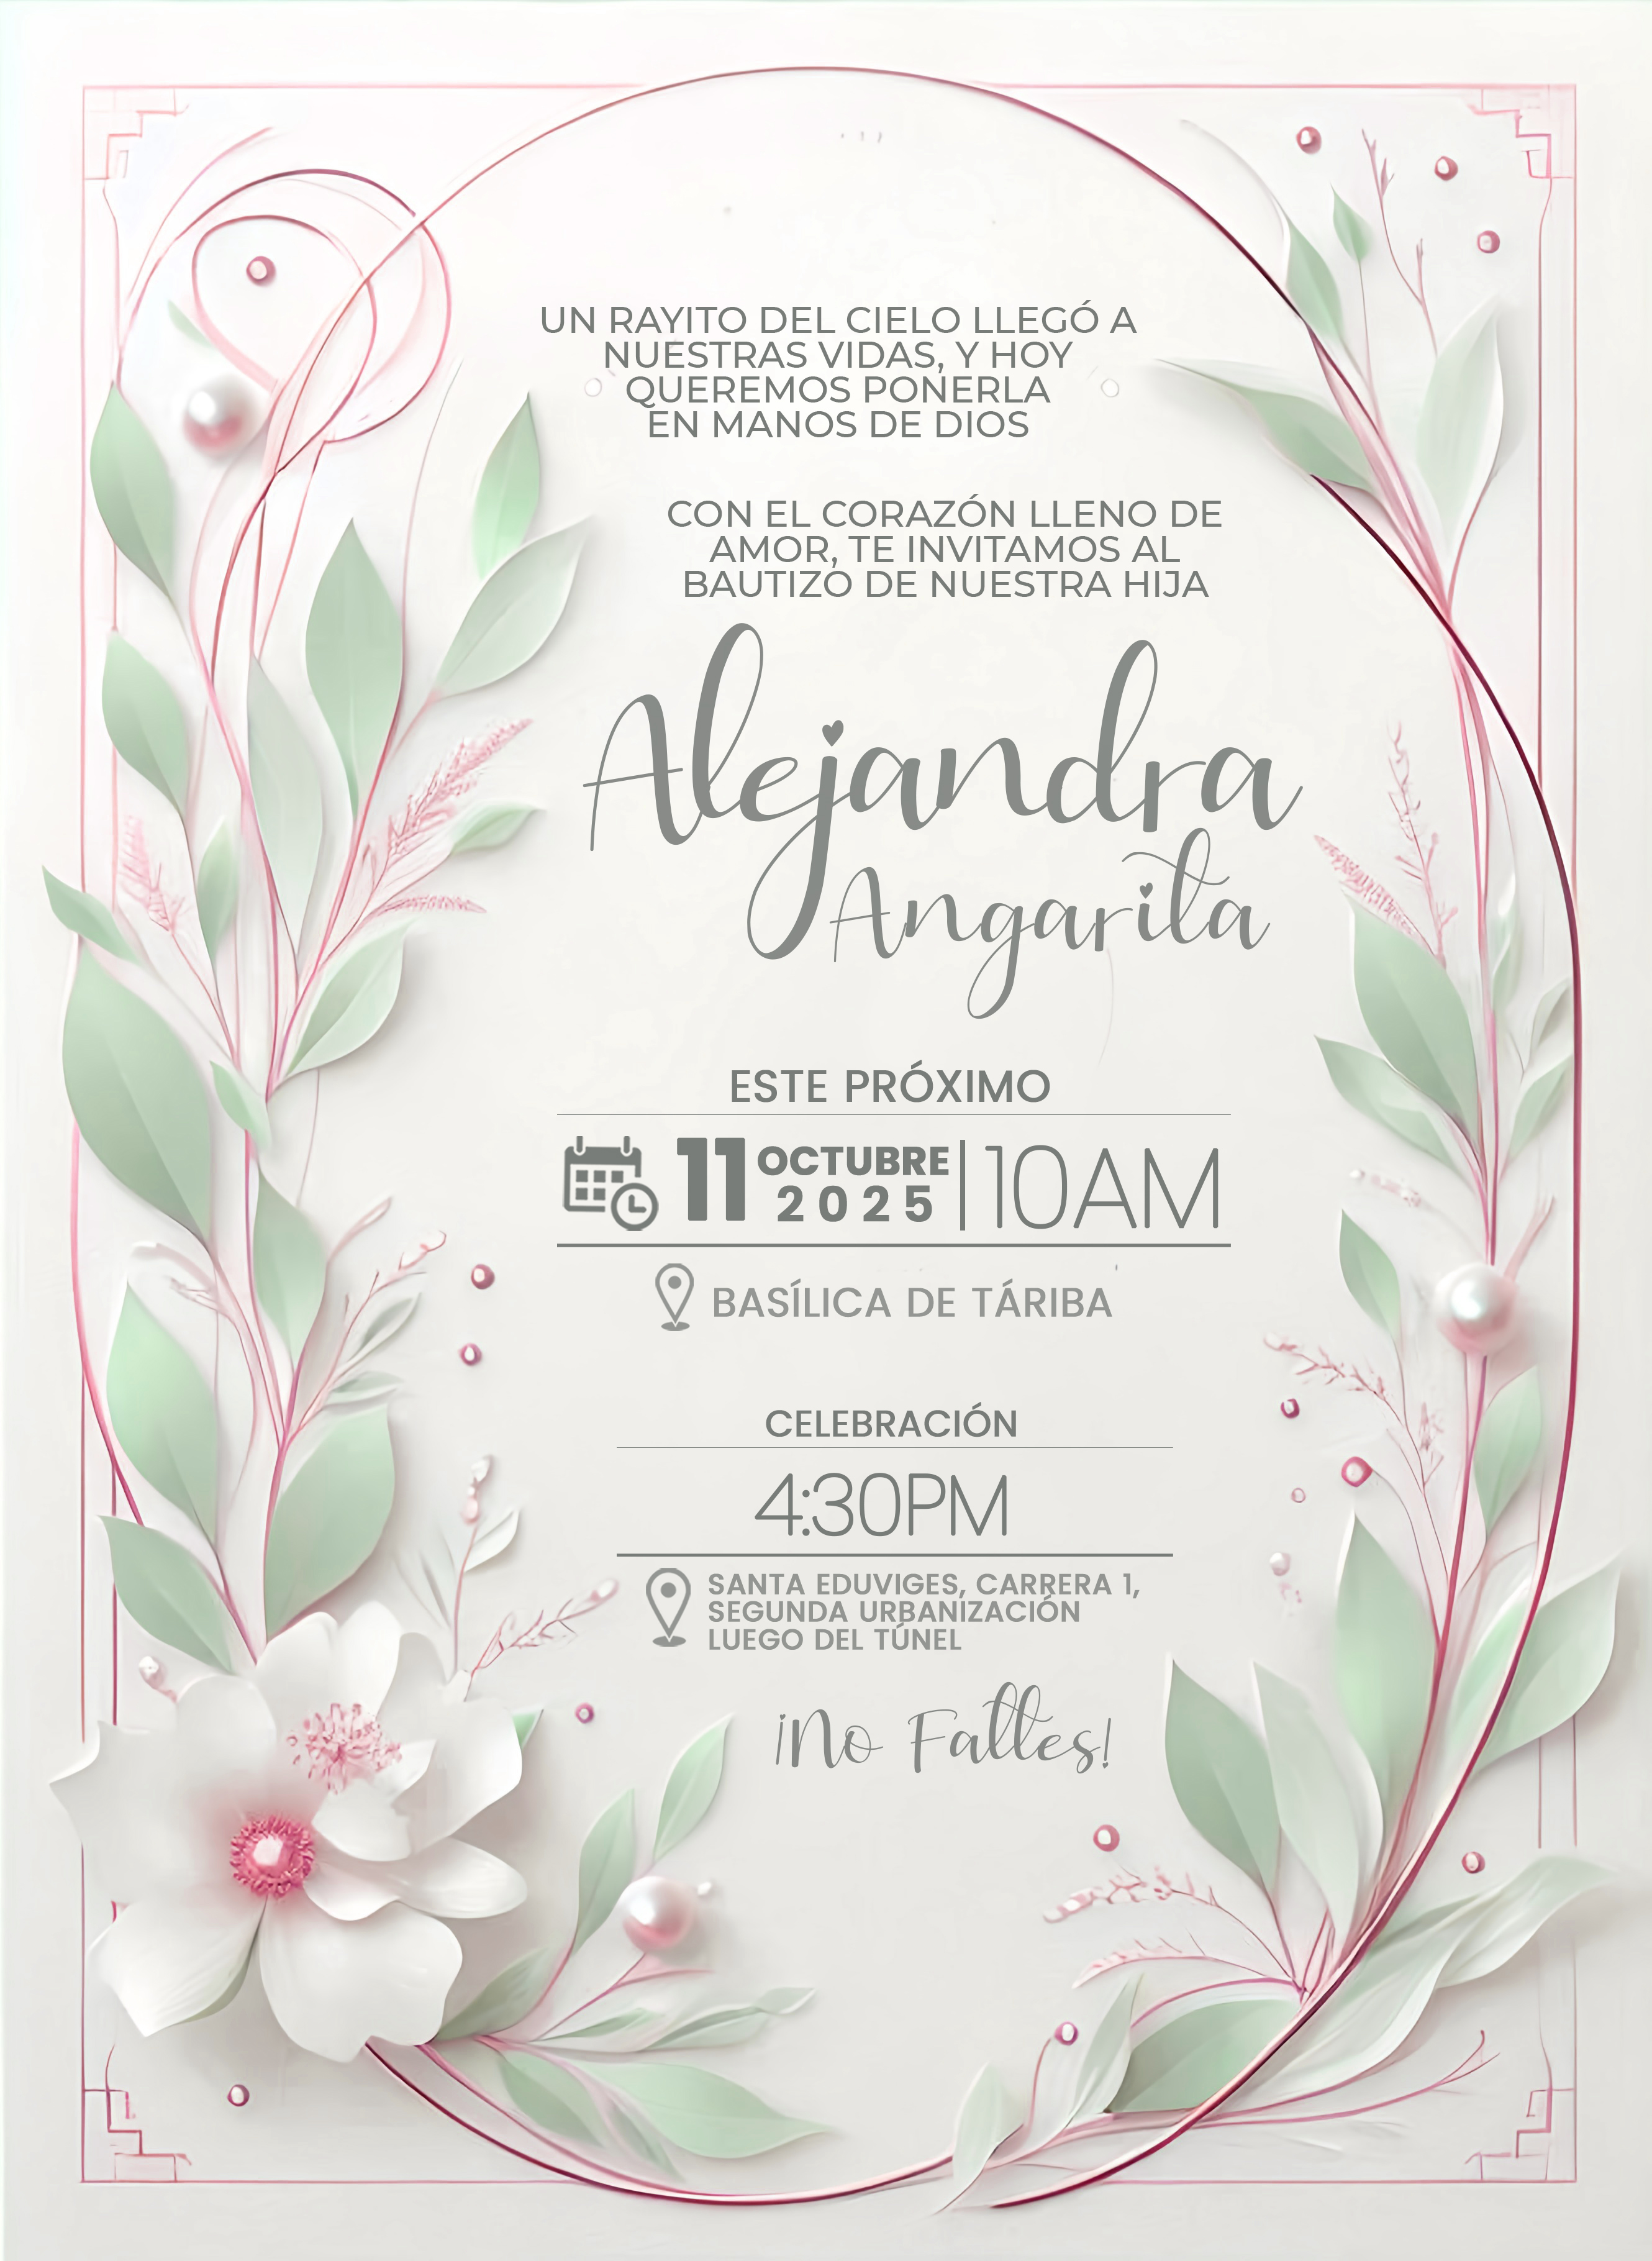 UN RAYITO DEL CIELO LLEGÓ A
NUESTRAS VIDAS, Y HOY
QUEREMOS PONERLA
EN MANOS DE DIOS
CON EL CORAZÓN LLENO DE
AMOR, TE INVITAMOS AL
BAUTIZO DE NUESTRA HIJA
Alejandra
Angarita
ESTE PRÓXIMO
11 OCTUBRE 2025 | 10AM
BASÍLICA DE TÁRIBA
CELEBRACIÓN
4:30PM
SANTA EDUVIGES, CARRERA 1,
SEGUNDA URBANIZACIÓN
LUEGO DEL TÚNEL
¡No Faltes!